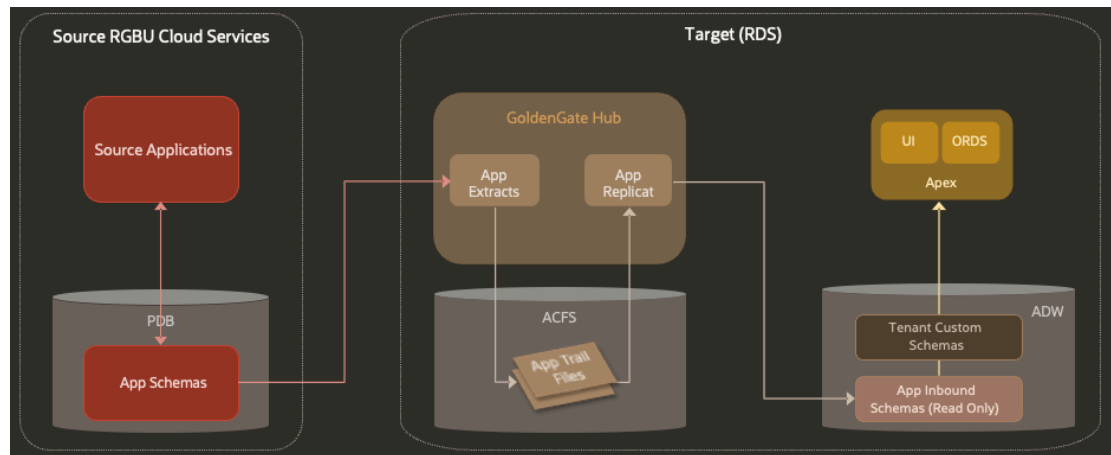 Source RGBU Cloud Services
Source Applications
PDB
App Schemas
Target (RDS)
GoldenGate Hub
App
Extracts
App
Replicat
ACFS
App Trail
Files
UI
ORDS
Apex
ADW
Tenant Custom
Schemas
App Inbound
Schemas (Read Only)